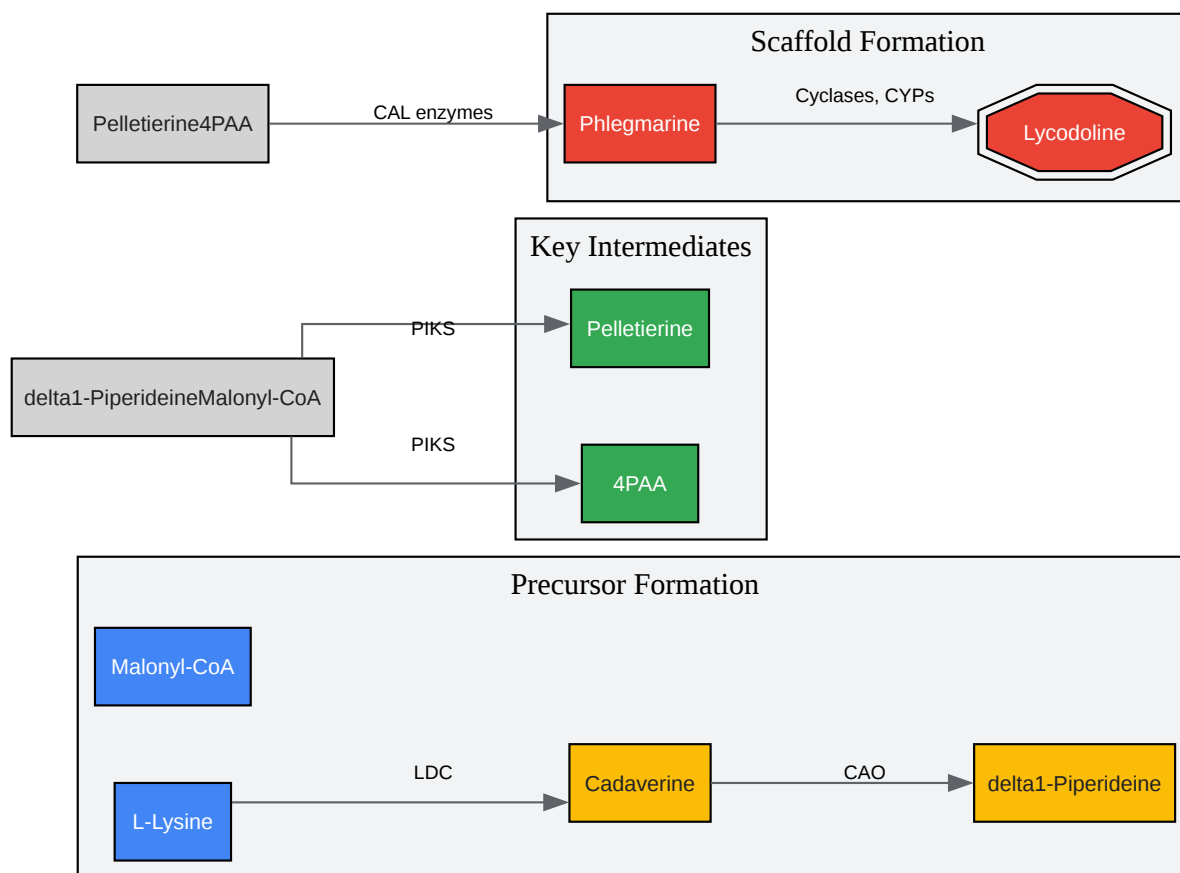 Scaffold Formation
Pelletierine4PAA
CAL enzymes
Phlegmarine
Cyclases, CYPs
Lycodoline
Key Intermediates
PIKS
Pelletierine
delta1-PiperideineMalonyl-CoA
PIKS
4PAA
Precursor Formation
Malonyl-CoA
L-Lysine
LDC
Cadaverine
CAO
delta1-Piperideine